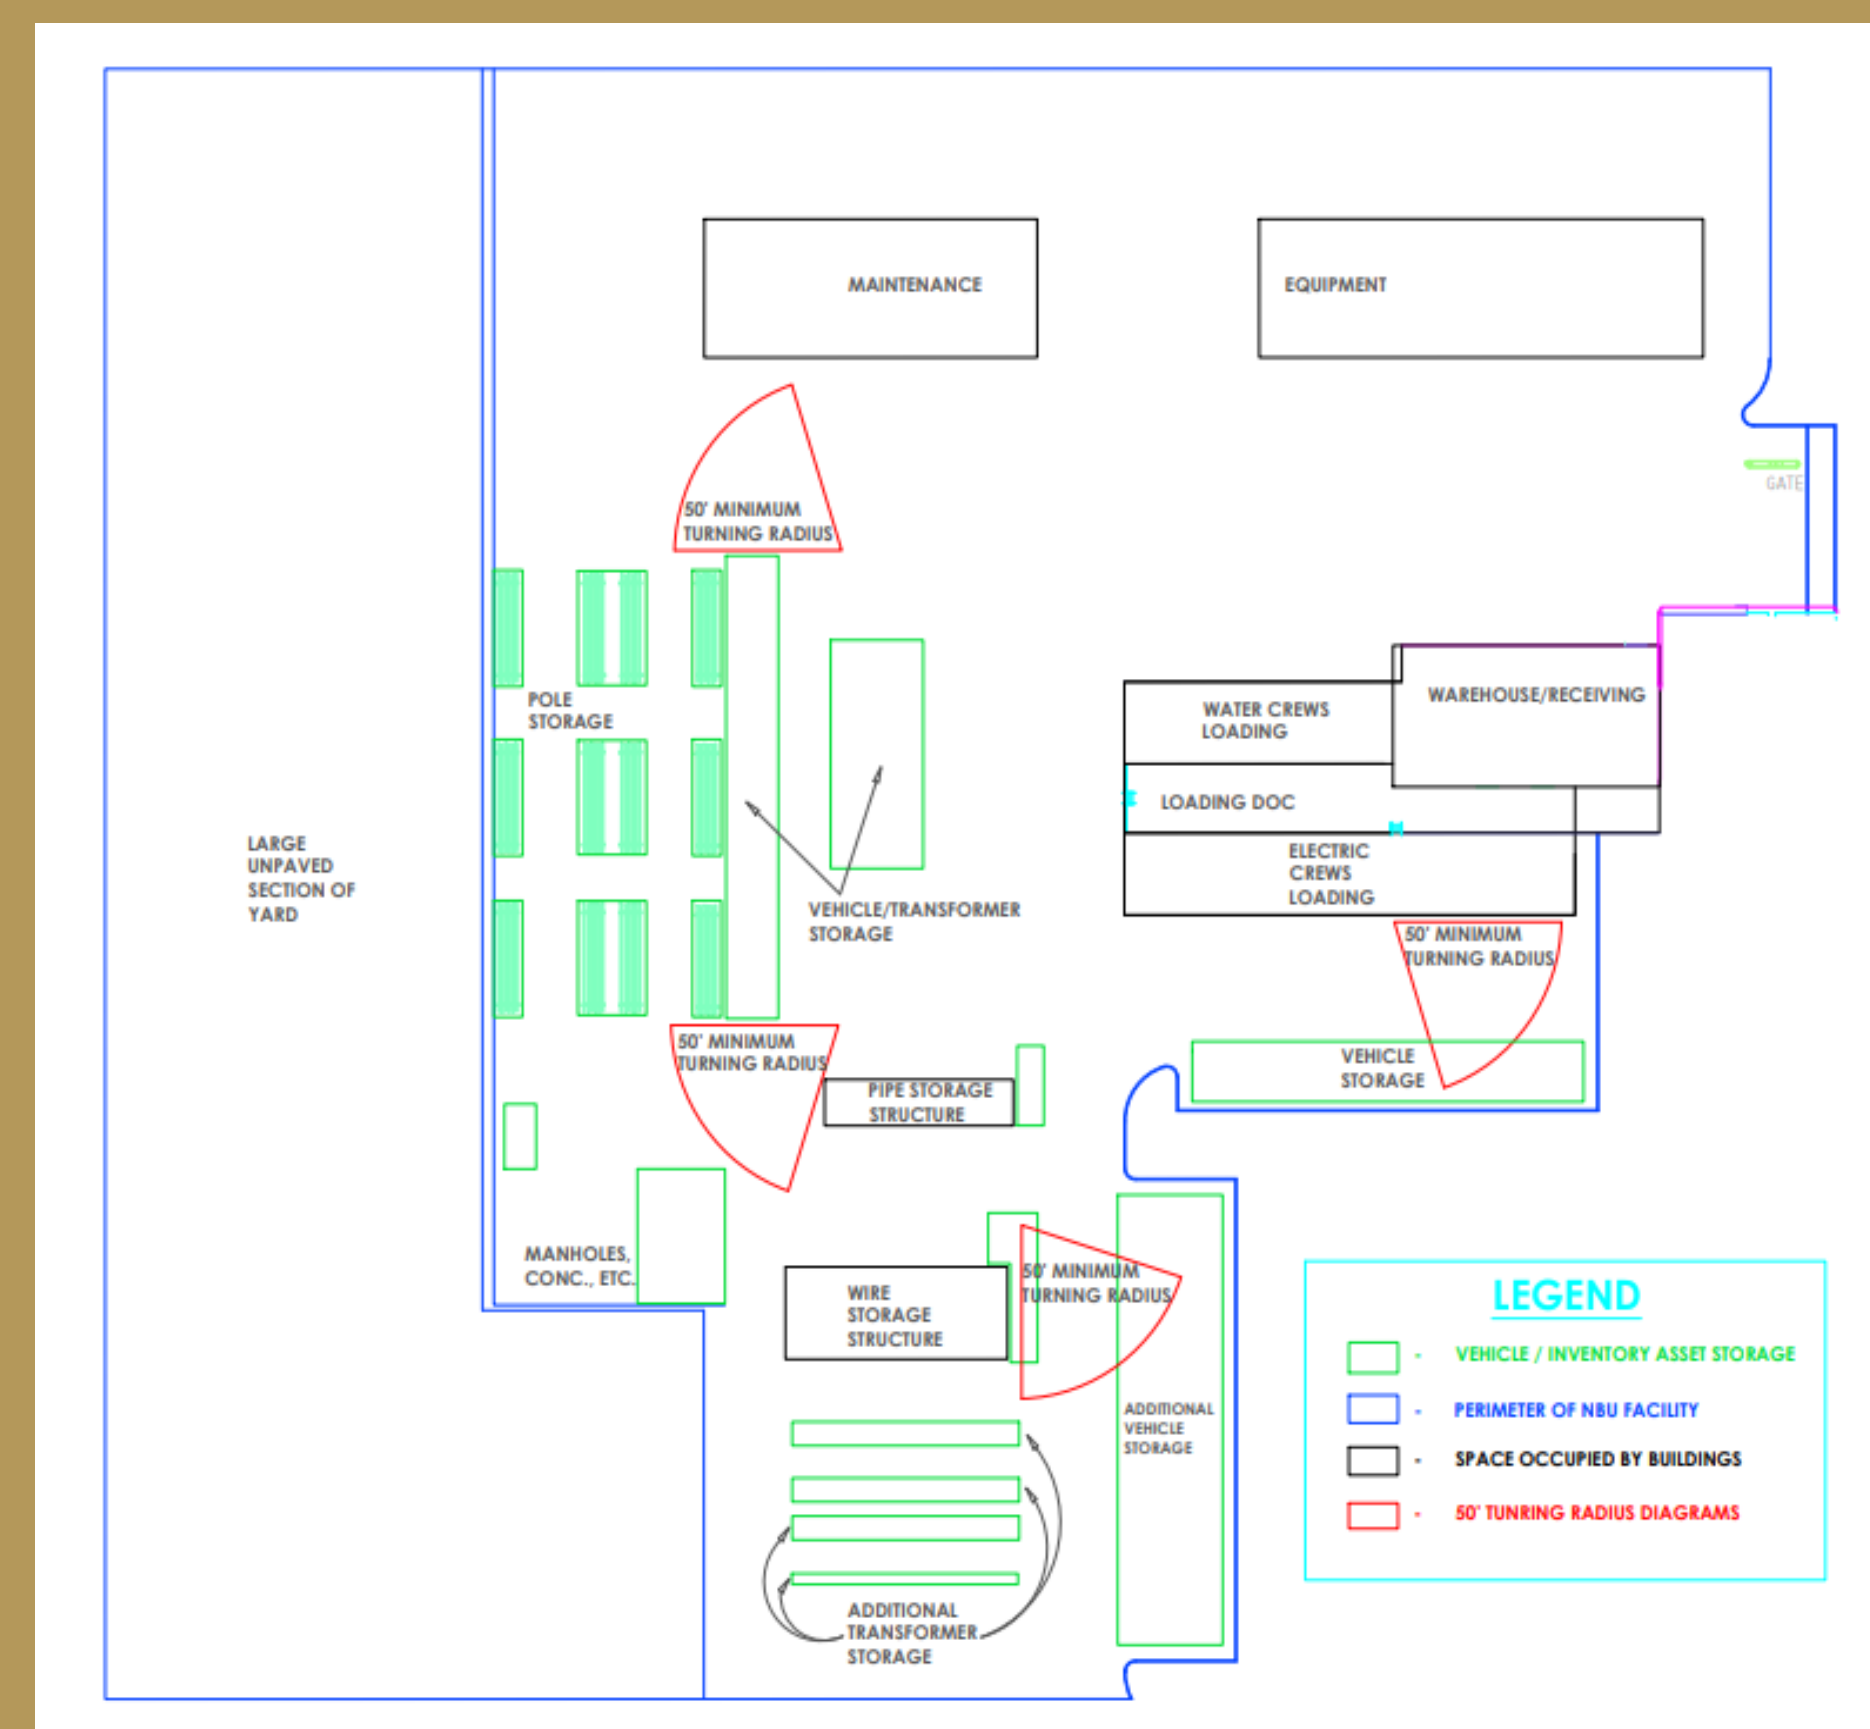 MAINTENANCE
EQUIPMENT
50' MINIMUM
TURNING RADIUS
GATE
POLE
STORAGE
WAREHOUSE/RECEIVING
WATER CREWS
LOADING
LOADING DOC
ELECTRIC
CREWS
LOADING
LARGE
UNPAVED
SECTION OF
YARD
VEHICLE/TRANSFORMER
STORAGE
50' MINIMUM
TURNING RADIUS
50' MINIMUM
TURNING RADIUS
VEHICLE
STORAGE
PIPE STORAGE
STRUCTURE
MANHOLES,
CONC., ETC.
50' MINIMUM
TURNING RADIUS
WIRE
STORAGE
STRUCTURE
ADDITIONAL
VEHICLE
STORAGE
ADDITIONAL
TRANSFORMER
STORAGE
LEGEND
- VEHICLE / INVENTORY ASSET STORAGE
- PERIMETER OF NBU FACILITY
- SPACE OCCUPIED BY BUILDINGS
- 50' TUNRING RADIUS DIAGRAMS